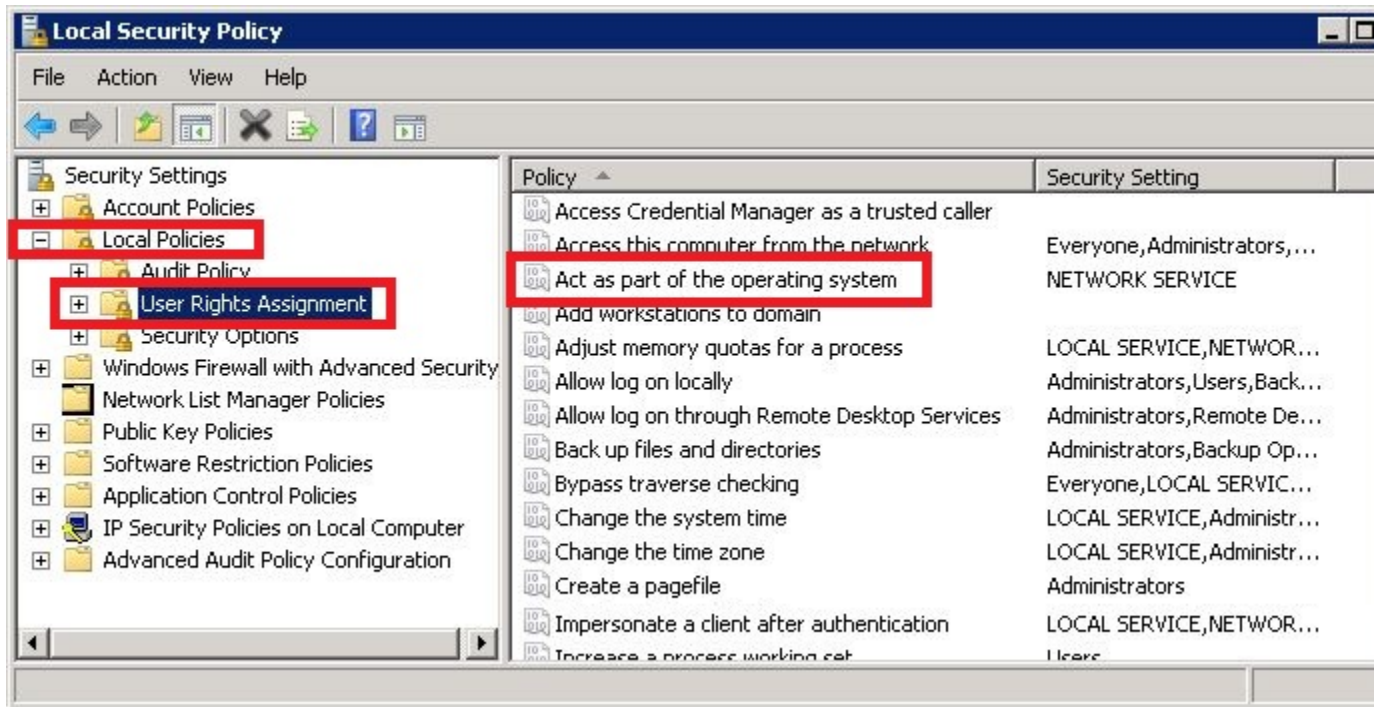 Local Security Policy
File Action View Help
Security Settings
Account Policies
Local Policies
Audit Policy
User Rights Assignment
Security Options
Windows Firewall with Advanced Security
Network List Manager Policies
Public Key Policies
Software Restriction Policies
Application Control Policies
IP Security Policies on Local Computer
Advanced Audit Policy Configuration
Policy Security Setting
Access Credential Manager as a trusted caller
Access this computer from the network Everyone,Administrators,...
Act as part of the operating system NETWORK SERVICE
Add workstations to domain
Adjust memory quotas for a process LOCAL SERVICE,NETWOR...
Allow log on locally Administrators,Users,Back...
Allow log on through Remote Desktop Services Administrators,Remote De...
Back up files and directories Administrators,Backup Op...
Bypass traverse checking Everyone,LOCAL SERVIC...
Change the system time LOCAL SERVICE,Administr...
Change the time zone LOCAL SERVICE,Administr...
Create a pagefile Administrators
Impersonate a client after authentication LOCAL SERVICE,NETWOR...
Increase a process working set Users